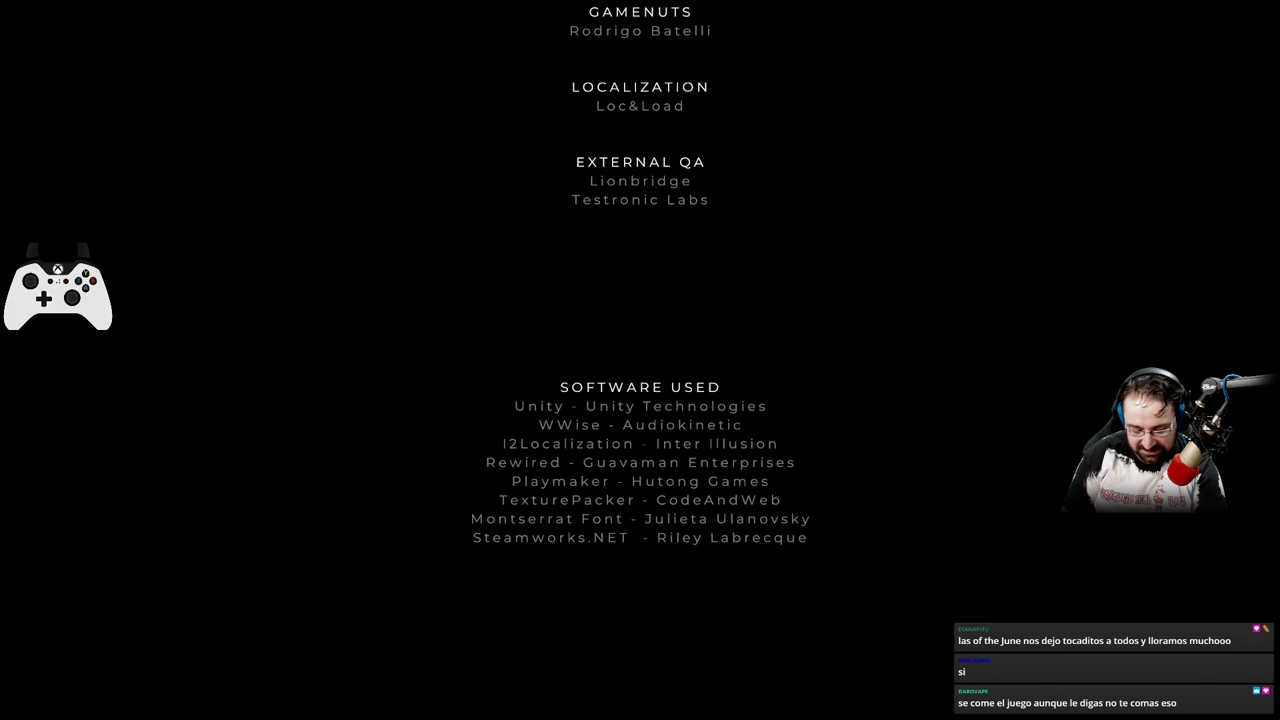 GAMENUTS
Rodrigo Batelli
LOCALIZATION
Loc&Load
EXTERNAL QA
Lionbridge
Testronic Labs
SOFTWARE USED
Unity - Unity Technologies
WWise - Audiokinetic
I2Localization - Inter Illusion
Rewired - Guavaman Enterprises
Playmaker - Hutong Games
TexturePacker - CodeAndWeb
Montserrat Font - Julieta Ulanovsky
Steamworks.NET - Riley Labrecque
DIANAPITU
las of the June nos dejo tocaditos a todos y lloramos muchooo
si
DAROVAPE
se come el juego aunque le digas no te comas eso